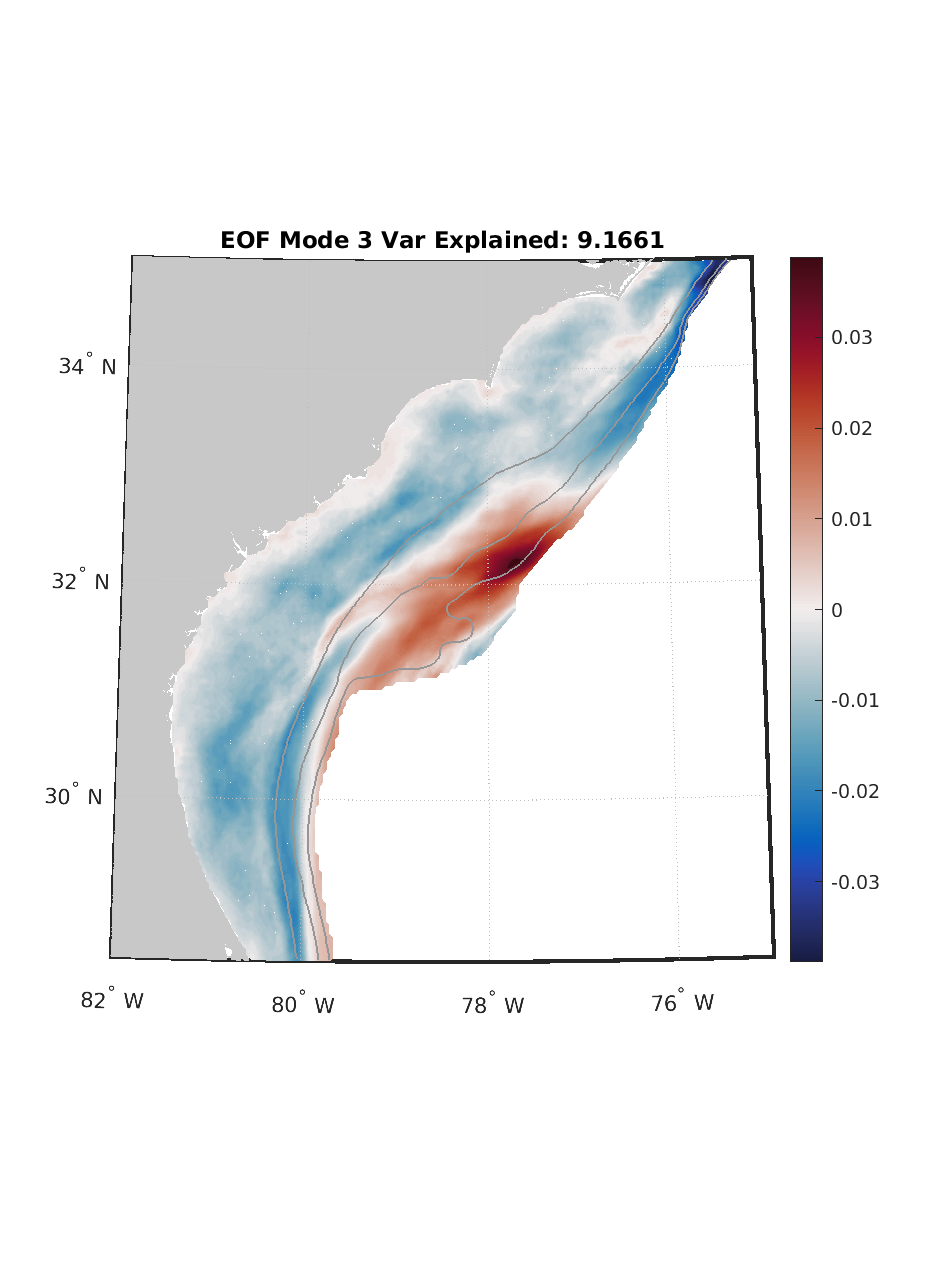 EOF Mode 3 Var Explained: 9.1661
34° N
32° N
30° N
82° W
80° W
78° W
76° W
0.03
0.02
0.01
0
-0.01
-0.02
-0.03